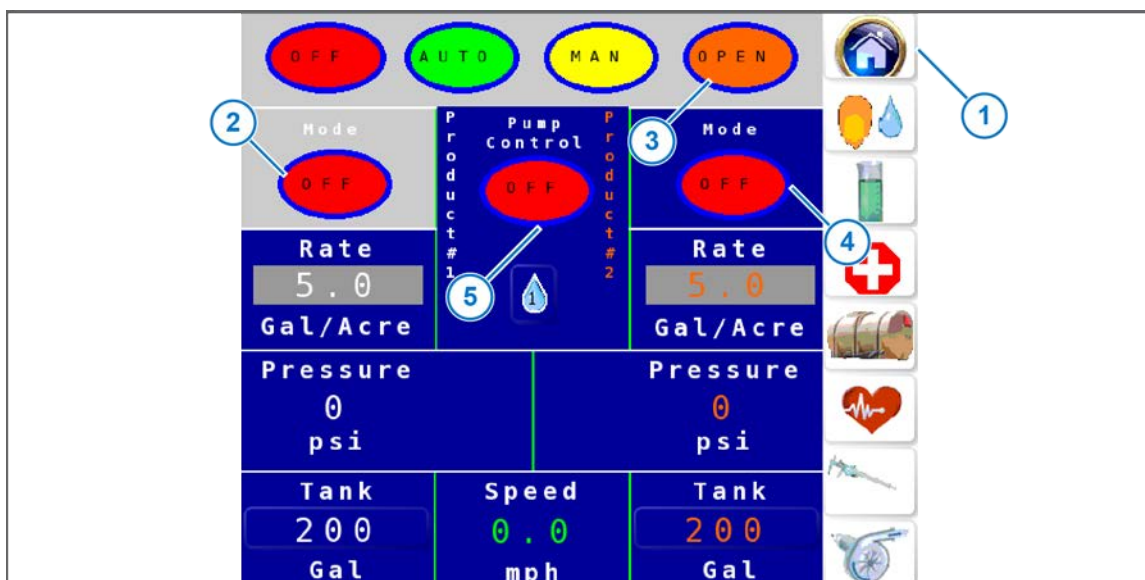 OFF AUTO MAN OPEN
1
2
3
Mode
Pump
Control
Mode
OFF
OFF
OFF
Product#1
Product#2
4
5
1
Rate
5.0
Gal/Acre
Rate
5.0
Gal/Acre
Pressure
0
psi
Pressure
0
psi
Tank
200
Gal
Speed
0.0
mph
Tank
200
Gal